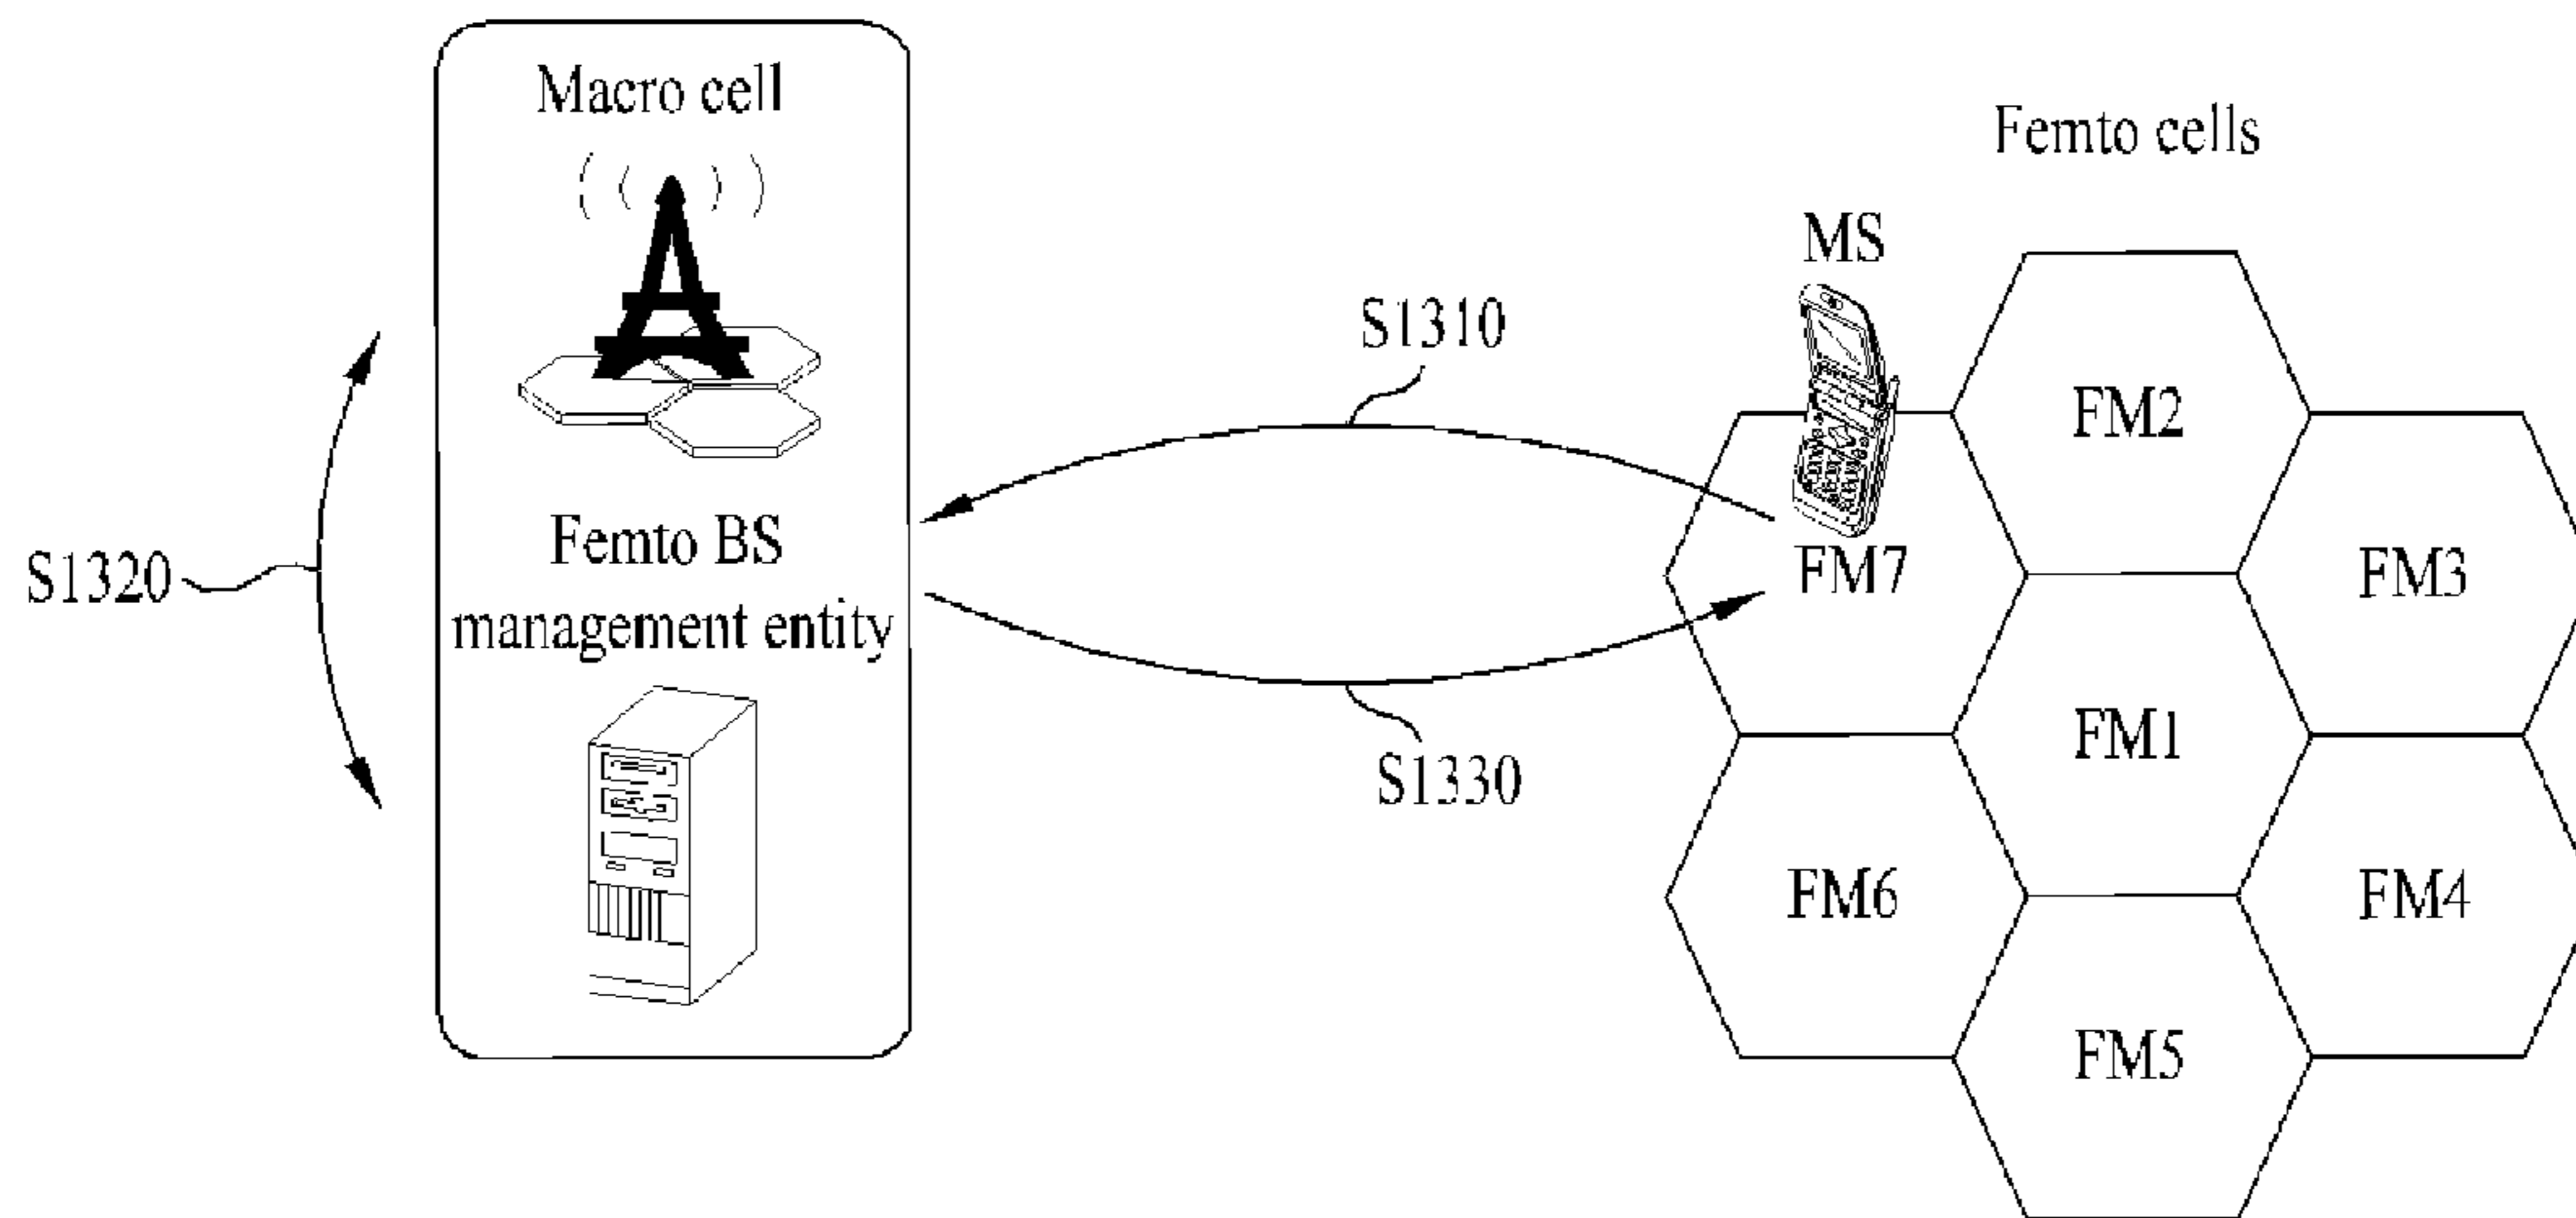 Macro cell
Femto cells
MS
S1310
FM2
Femto BS
management entity
S1320
FM7
FM3
FM1
S1330
FM6
FM4
FM5